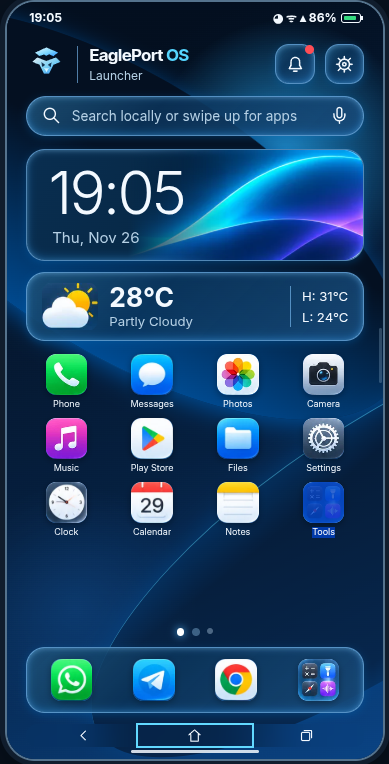 19:05
86%
EaglePort OS
Launcher
Search locally or swipe up for apps
19:05
Thu, Nov 26
28°C
Partly Cloudy
H: 31°C
L: 24°C
Phone
Messages
Photos
Camera
Music
Play Store
Files
Settings
Clock
29
Calendar
Notes
Tools